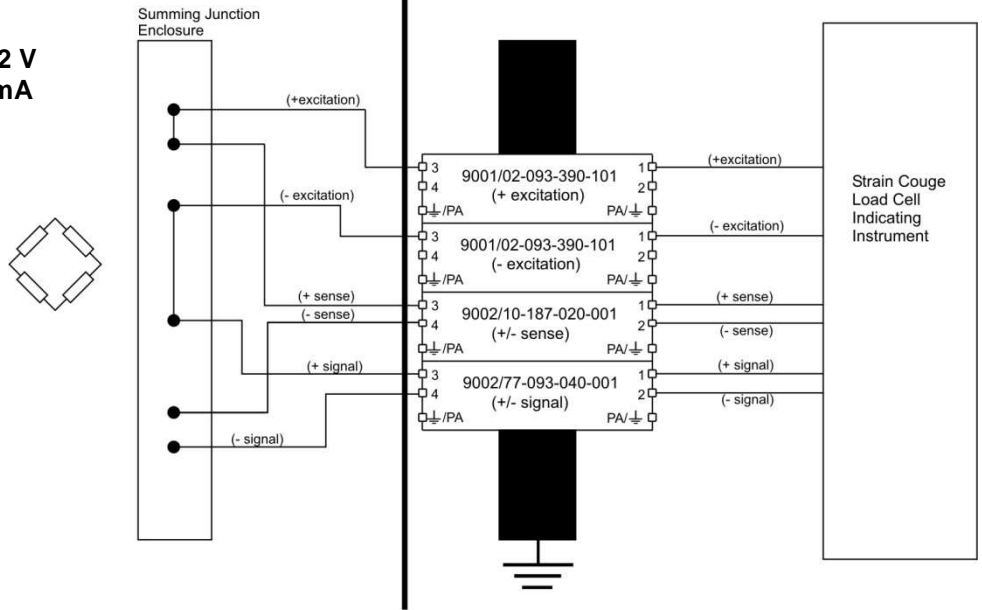 Summing Junction
Enclosure
2 V
mA
(+excitation)
(- excitation)
(+ sense)
(- sense)
(+ signal)
(- signal)
3
4
⏚/PA
9001/02-093-390-101
(+ excitation)
1
2
PA/⏚
3
4
⏚/PA
9001/02-093-390-101
(- excitation)
1
2
PA/⏚
3
4
⏚/PA
9002/10-187-020-001
(+/- sense)
1
2
PA/⏚
3
4
⏚/PA
9002/77-093-040-001
(+/- signal)
1
2
PA/⏚
(+excitation)
(- excitation)
(+ sense)
(- sense)
(+ signal)
(- signal)
Strain Couge
Load Cell
Indicating
Instrument